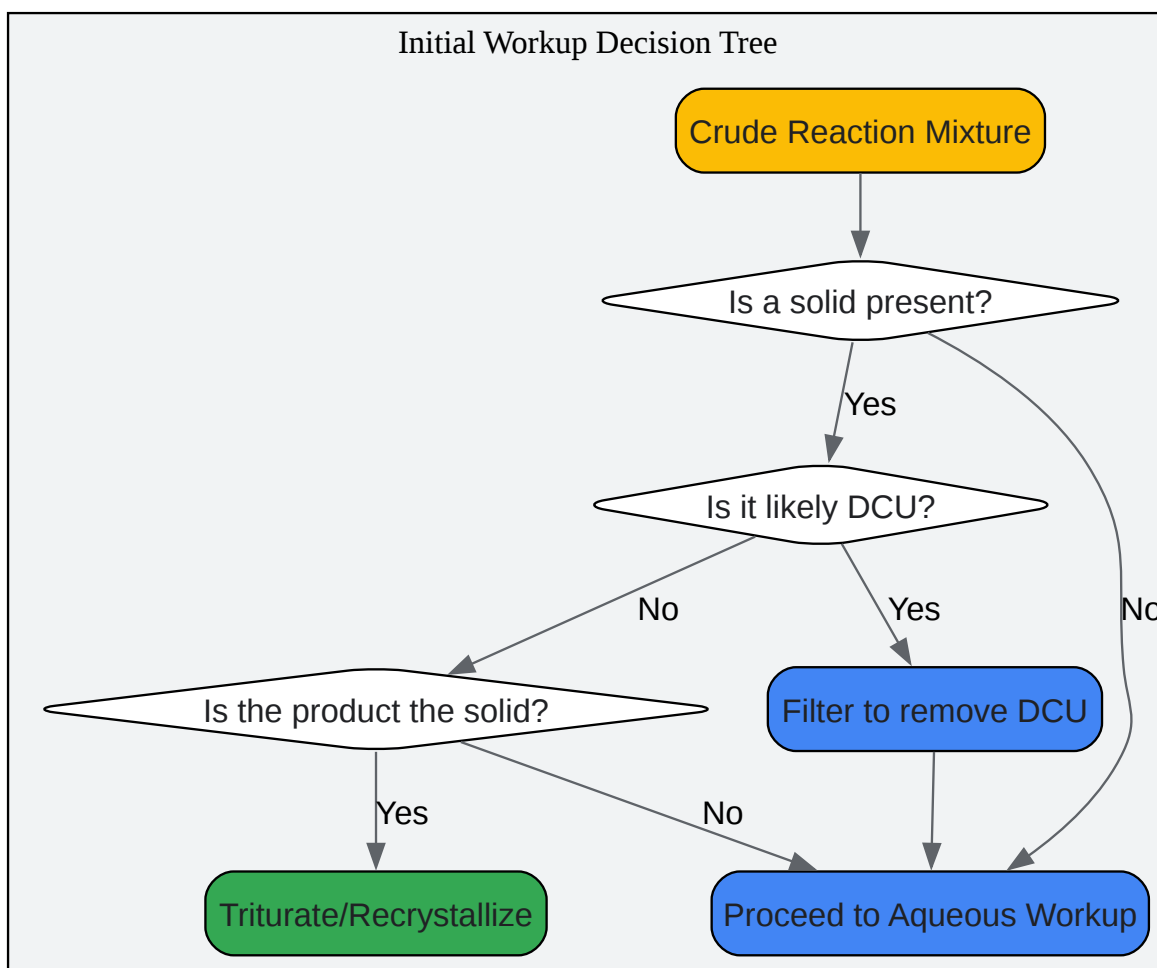 Initial Workup Decision Tree
Crude Reaction Mixture
Is a solid present?
Yes
Is it likely DCU?
No
Yes
No
Is the product the solid?
Filter to remove DCU
Yes
No
Triturate/Recrystallize
Proceed to Aqueous Workup